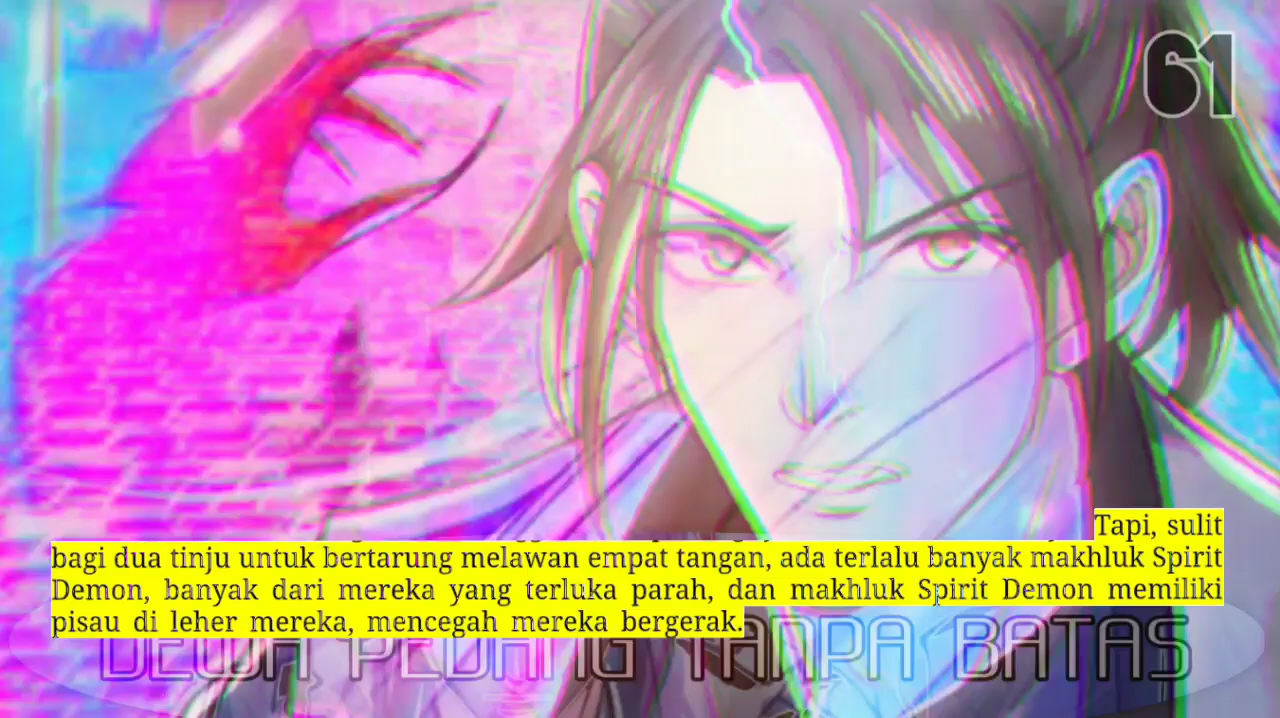 61
Tapi, sulit
bagi dua tinju untuk bertarung melawan empat tangan, ada terlalu banyak makhluk Spirit
Demon, banyak dari mereka yang terluka parah, dan makhluk Spirit Demon memiliki
pisau di leher mereka, mencegah mereka bergerak.
DEWA PEDANG TANPA BATAS